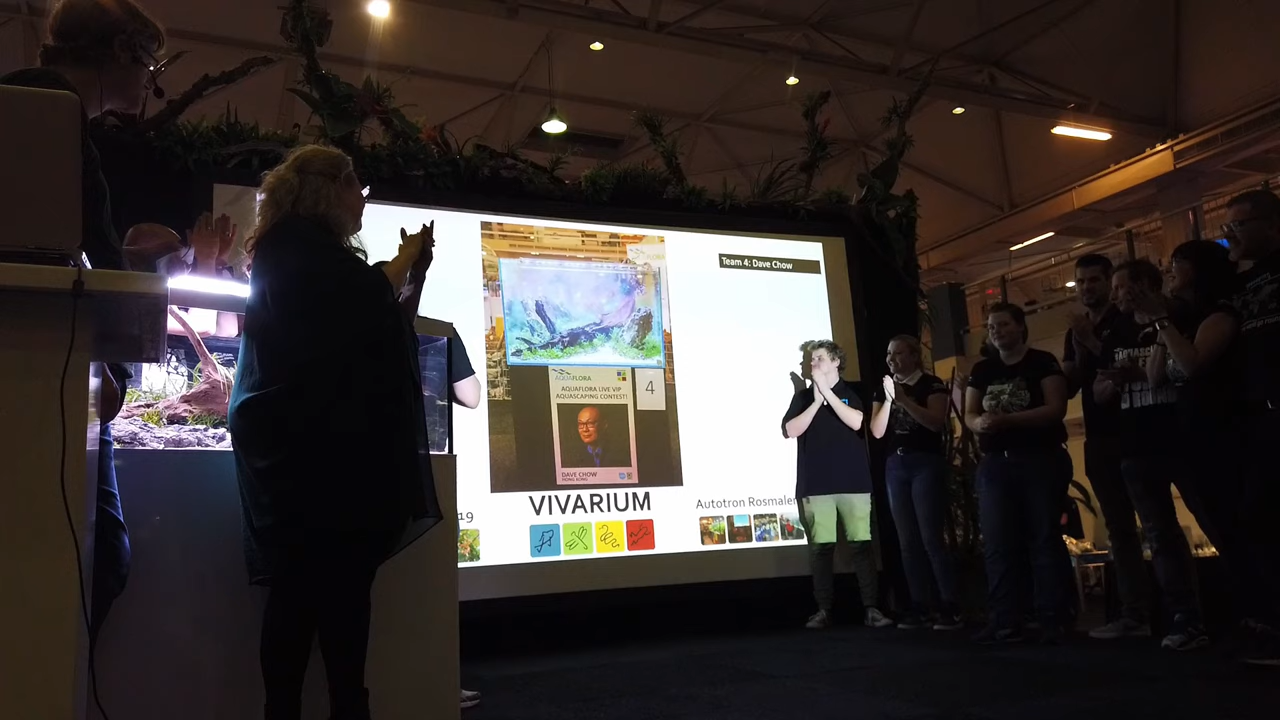 Team 4: Dave Chow
AQUAFLORA
4
AQUAFLORA LIVE VIP
AQUASCAPING CONTEST!
DAVE CHOW
HONG KONG
19
VIVARIUM
Autotron Rosmalen